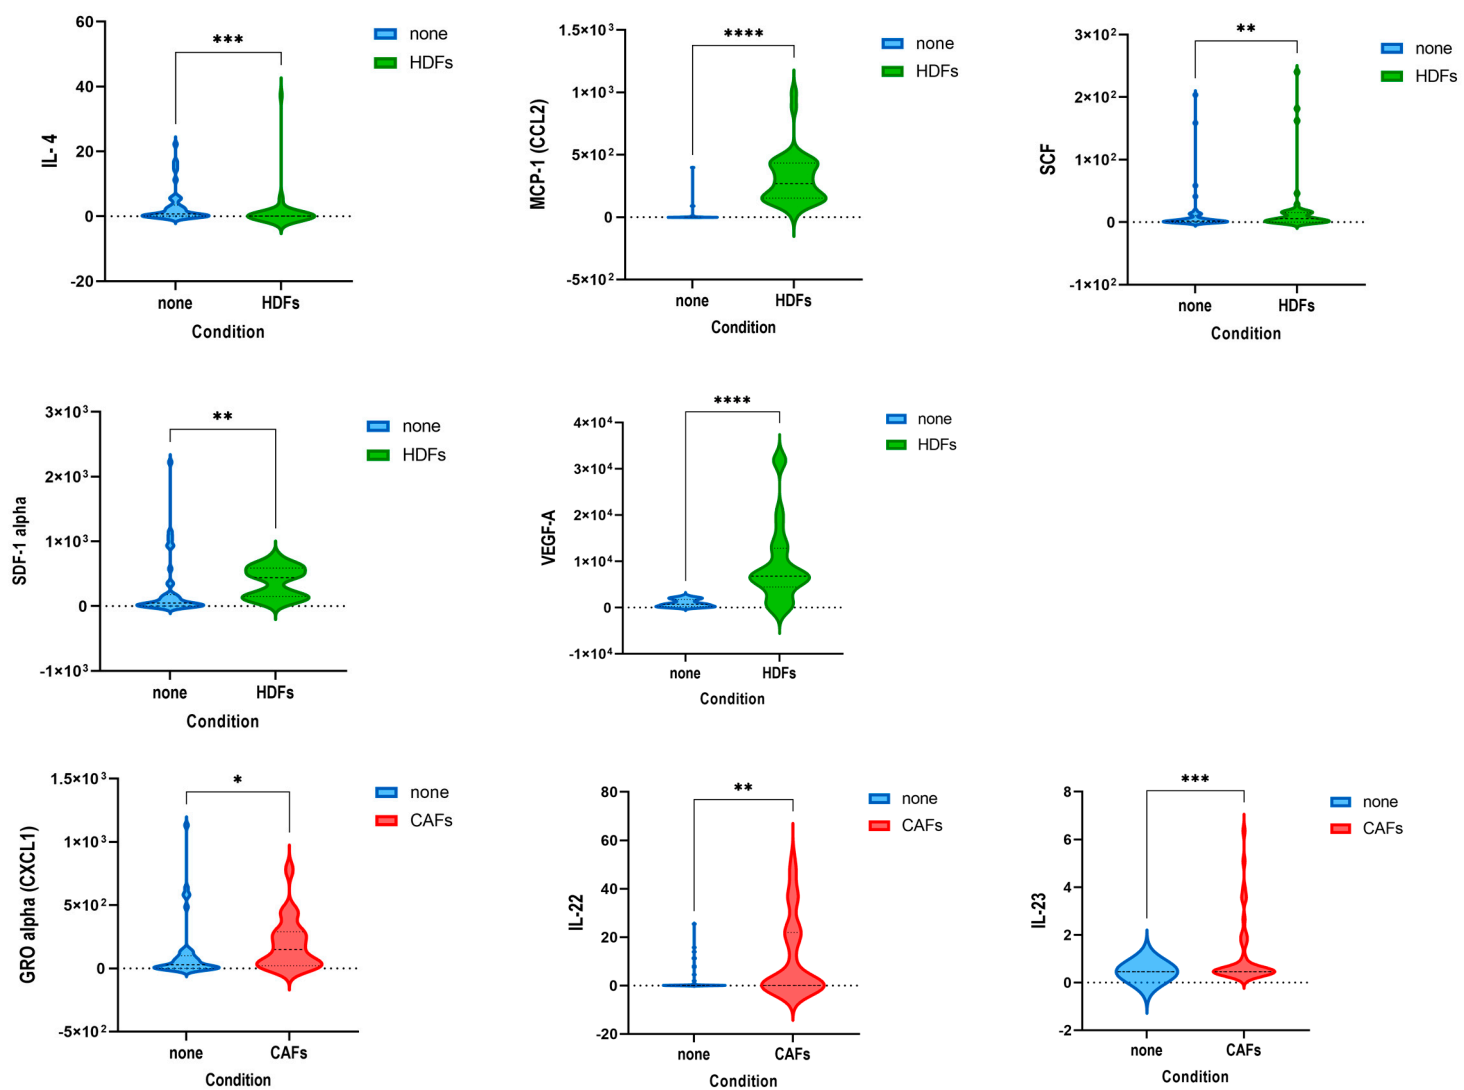 IL- 4
60
40
20
0
-20
***
none
HDFs
none
HDFs
Condition
MCP-1 (CCL2)
1.5×10³
1×10³
5×10²
0
-5×10²
****
none
HDFs
none
HDFs
Condition
SCF
3×10²
2×10²
1×10²
0
-1×10²
**
none
HDFs
none
HDFs
Condition
SDF-1 alpha
3×10³
2×10³
1×10³
0
-1×10³
**
none
HDFs
none
HDFs
Condition
VEGF-A
4×10⁴
3×10⁴
2×10⁴
1×10⁴
0
-1×10⁴
****
none
HDFs
none
HDFs
Condition
GRO alpha (CXCL1)
1.5×10³
1×10³
5×10²
0
-5×10²
*
none
CAFs
none
CAFs
Condition
IL-22
80
60
40
20
0
-20
**
none
CAFs
none
CAFs
Condition
IL-23
8
6
4
2
0
-2
***
none
CAFs
none
CAFs
Condition